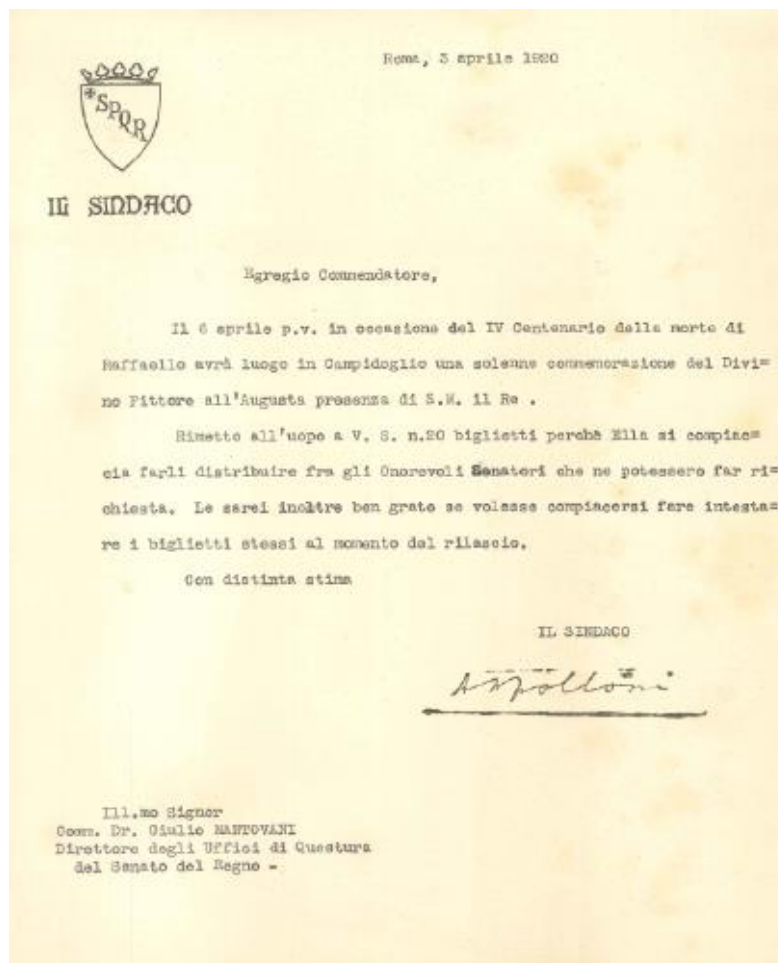 Roma, 3 aprile 1920
SPQR
IL SINDACO
Egregio Commendatore,
Il 6 aprile p.v. in occasione del IV Centenario della morte di
Raffaello avrà luogo in Campidoglio una solenne commemorazione del Divi=
no Pittore all'Augusta presenza di S.M. il Re .
Rimetto all'uopo a V. S. n.20 biglietti perchè Ella si compiac=
cia farli distribuire fra gli Onorevoli Senatori che ne potessero far ri=
chiesta. Le sarei inoltre ben grato se volesse compiacersi fare intesta=
re i biglietti stessi al momento del rilascio.
Con distinta stima
IL SINDACO
Apolloni
Ill.mo Signor
Comm. Dr. Giulio MANTOVANI
Direttore degli Uffici di Questura
del Senato del Regno -